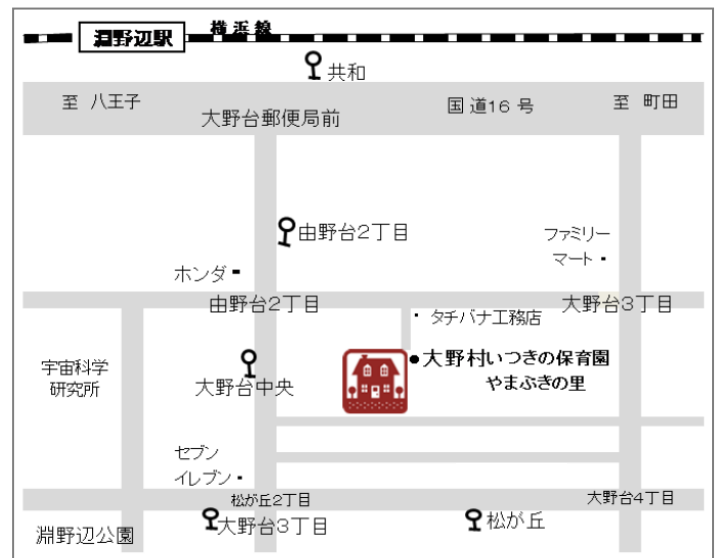 淵野辺駅
横浜線
共和
至 八王子
大野台郵便局前
国道16号
至 町田
由野台2丁目
ファミリー
マート
ホンダ
由野台2丁目
大野台3丁目
タチバナ工務店
宇宙科学
研究所
大野台中央
大野村いつきの保育園
やまぶきの里
セブン
イレブン
松が丘2丁目
大野台4丁目
淵野辺公園
大野台3丁目
松が丘